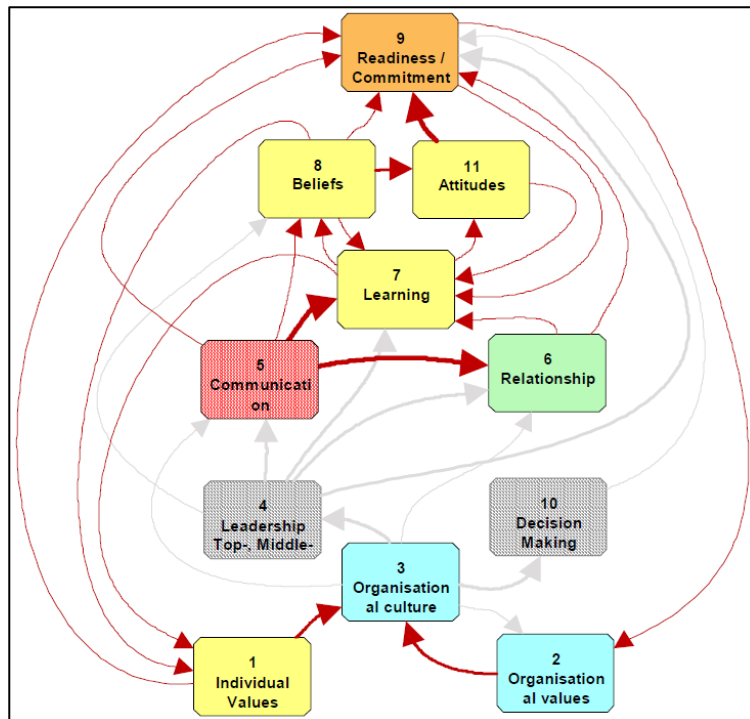 9
Readiness /
Commitment
8
Beliefs
11
Attitudes
7
Learning
5
Communicati
on
6
Relationship
4
Leadership
Top-, Middle-
10
Decision
Making
3
Organisation
al culture
1
Individual
Values
2
Organisation
al values